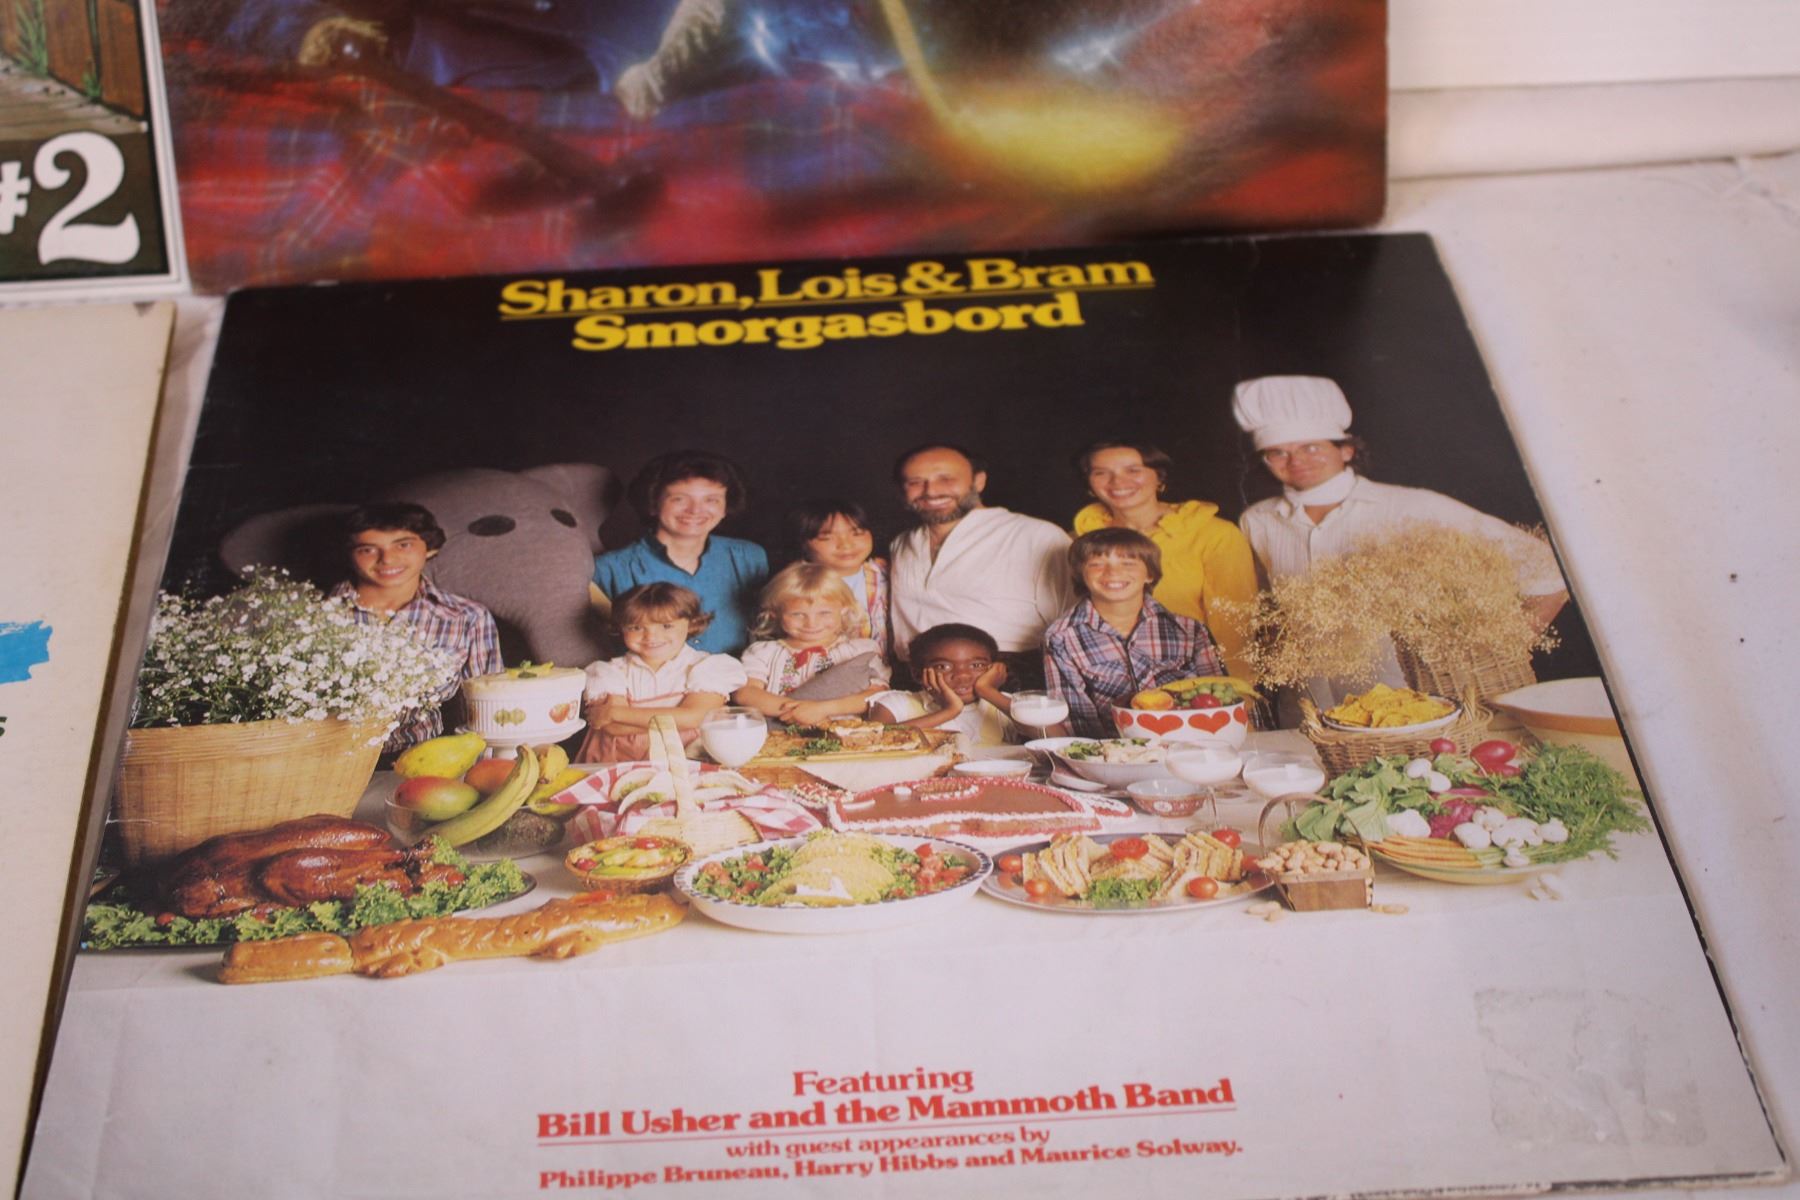 #2
Sharon, Lois & Bram
Smorgasbord
Featuring
Bill Usher and the Mammoth Band
with guest appearances by
Philippe Bruneau, Harry Hibbs and Maurice Solway.